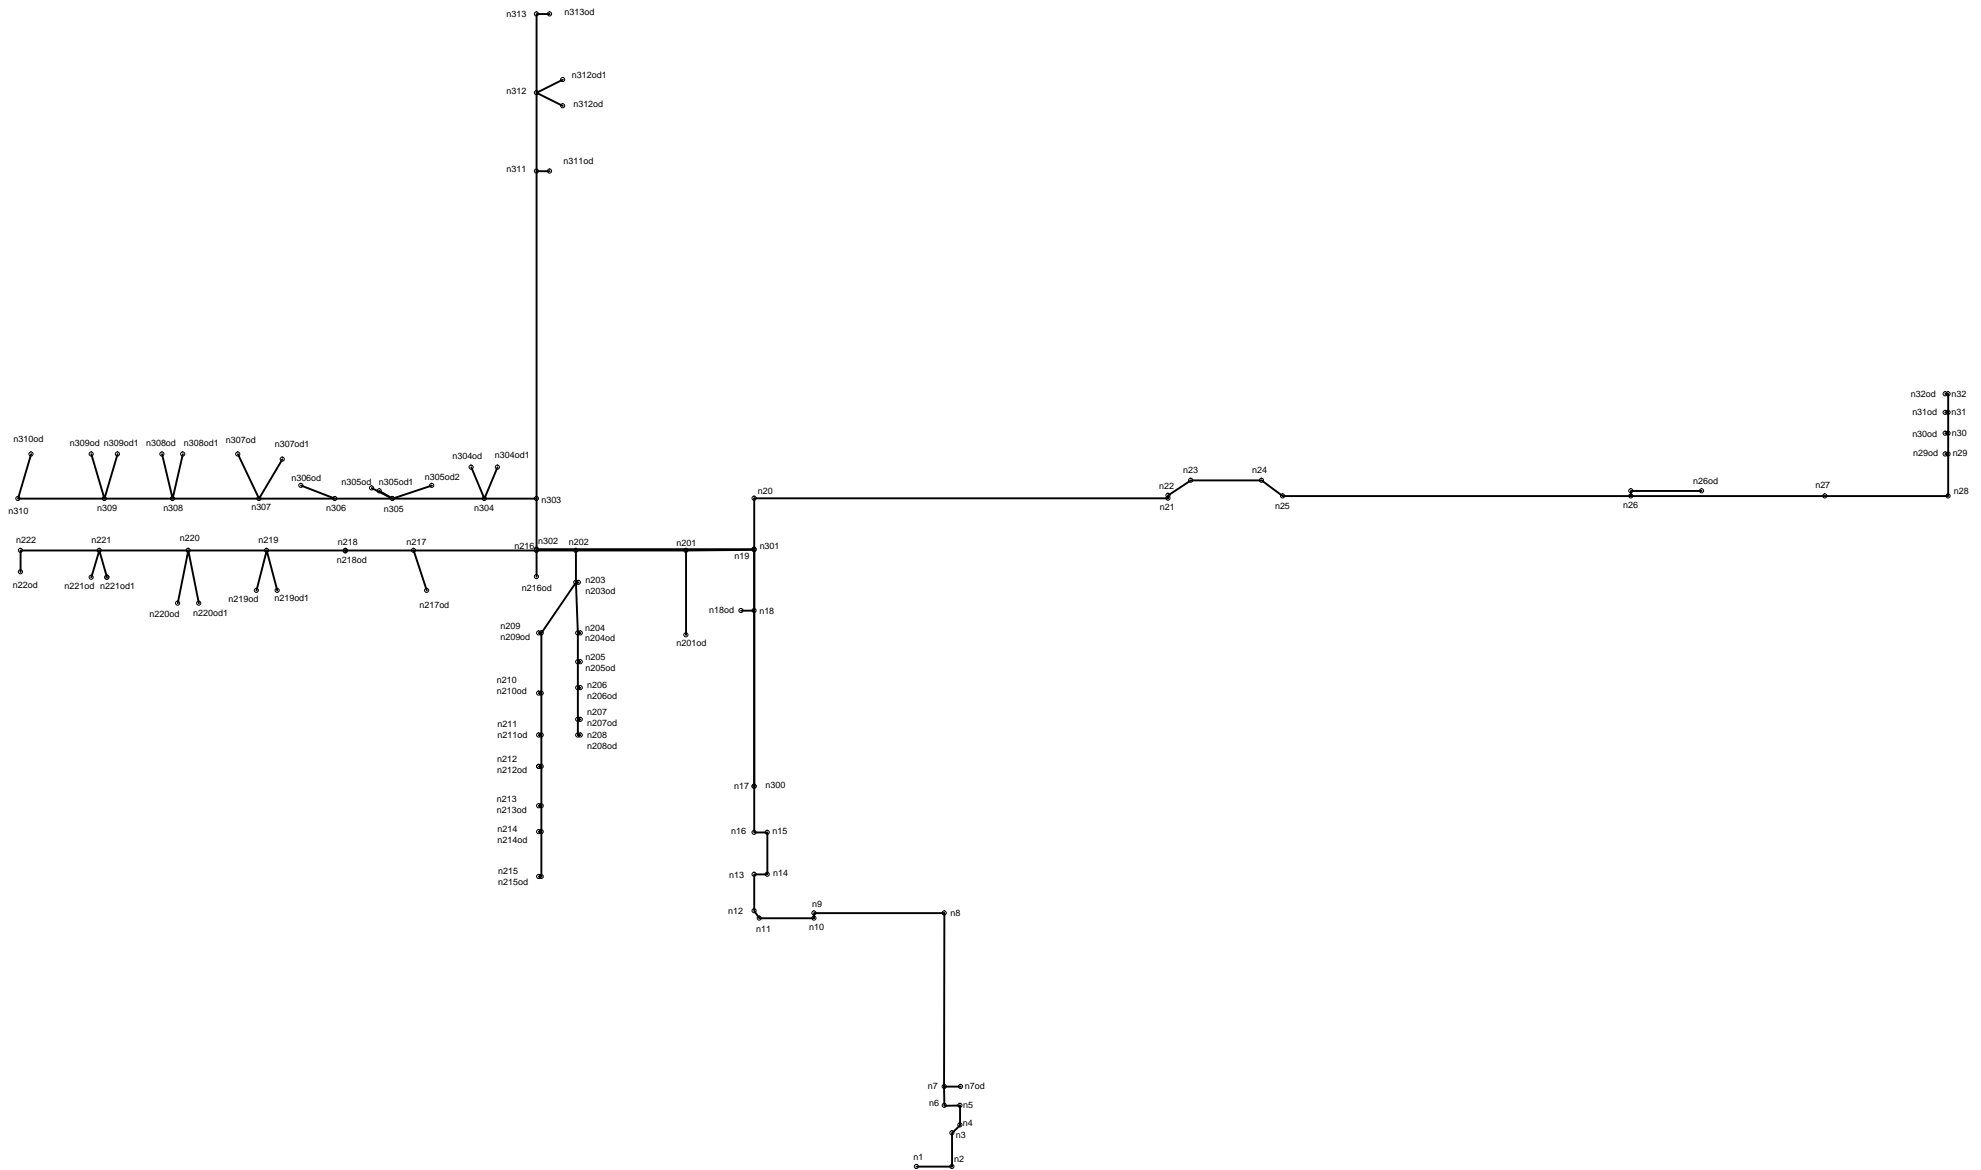 n313 n313od
n312od1
n312
n312od
n311od
n311
n32od n32
n31od n31
n30od n30
n29od n29
n310od n309od n309od1 n308od n308od1 n307od n307od1 n304od n304od1
n306od n305od n305od1 n305od2
n310 n309 n308 n307 n306 n305 n304 n303
n20 n22 n23 n24 n26od n27
n21 n25 n26 n28
n222 n221 n220 n219 n218 n217 n216 n302 n202 n201 n301
n218od n19
n22od n221od n221od1 n216od n203
n203od
n219od n219od1 n217od
n220od n220od1 n18od n18
n209 n204
n209od n204od n201od
n205
n205od
n210 n206
n210od n206od
n211 n207
n211od n207od
n208
n208od
n212
n212od
n17 n300
n213
n213od
n214 n16 n15
n214od
n215 n13 n14
n215od
n12 n9 n8
n11 n10
n7 n7od
n6 n5
n4
n3
n1 n2